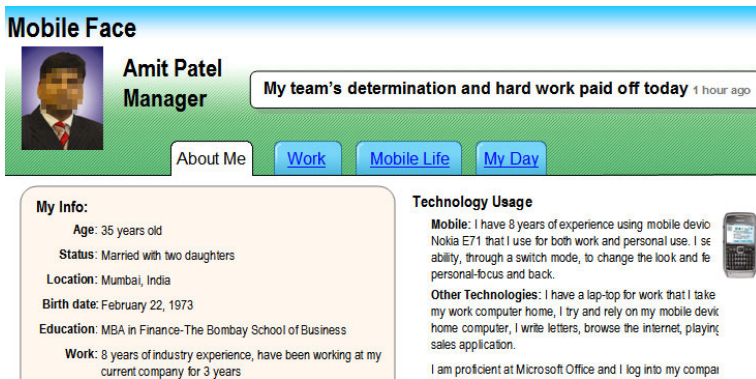 Mobile Face
Amit Patel
Manager
My team's determination and hard work paid off today 1 hour ago
About Me
Work
Mobile Life
My Day
My Info:
Age: 35 years old
Status: Married with two daughters
Location: Mumbai, India
Birth date: February 22, 1973
Education: MBA in Finance-The Bombay School of Business
Work: 8 years of industry experience, have been working at my
current company for 3 years
Technology Usage
Mobile: I have 8 years of experience using mobile devic
Nokia E71 that I use for both work and personal use. I se
ability, through a switch mode, to change the look and fe
personal-focus and back.
Other Technologies: I have a lap-top for work that I take
my work computer home, I try and rely on my mobile devic
home computer, I write letters, browse the internet, playing
sales application.
I am proficient at Microsoft Office and I log into my compan